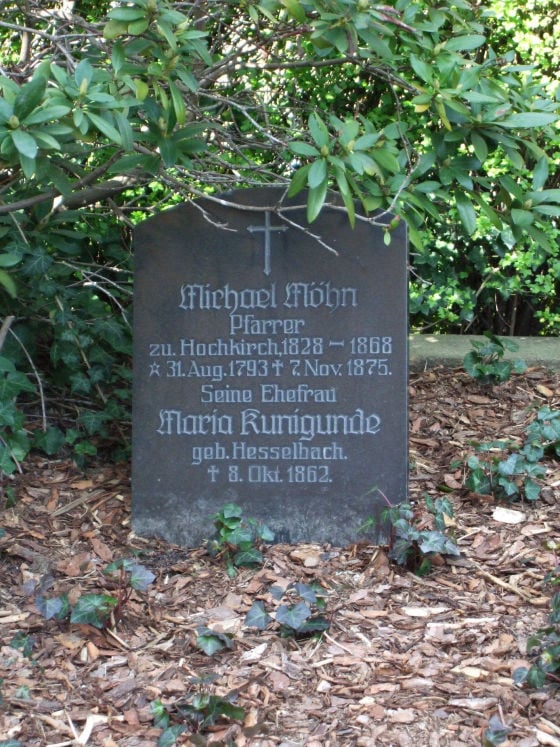 Michael Möhn
Pfarrer
zu Hochkirch, 1828 – 1868
* 31. Aug. 1793 † 7. Nov. 1875.
Seine Ehefrau
Maria Kunigunde
geb. Hesselbach.
† 8. Okt. 1862.